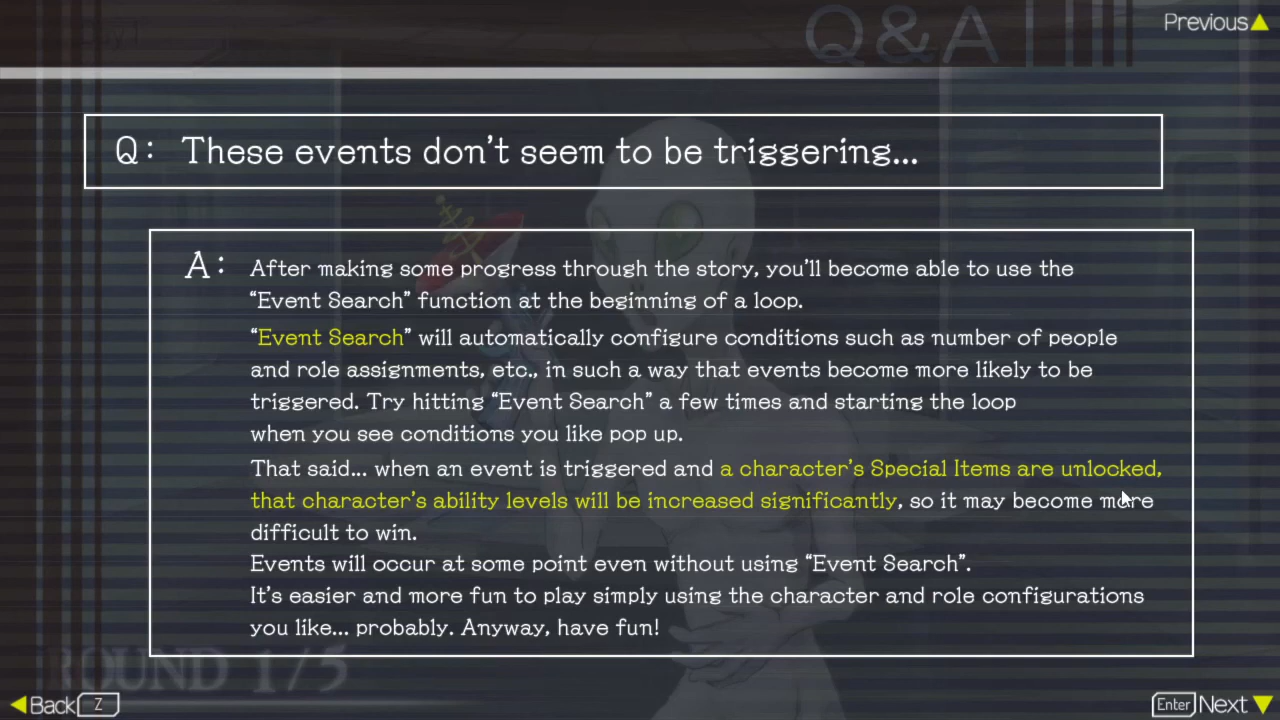 Day 1
Q&A
Previous
Q: These events don't seem to be triggering...
A: After making some progress through the story, you'll become able to use the
"Event Search" function at the beginning of a loop.
"Event Search" will automatically configure conditions such as number of people
and role assignments, etc., in such a way that events become more likely to be
triggered. Try hitting "Event Search" a few times and starting the loop
when you see conditions you like pop up.
That said... when an event is triggered and a character's Special Items are unlocked,
that character's ability levels will be increased significantly, so it may become more
difficult to win.
Events will occur at some point even without using "Event Search".
It's easier and more fun to play simply using the character and role configurations
you like... probably. Anyway, have fun!
ROUND 1/5
Back Z
Enter Next